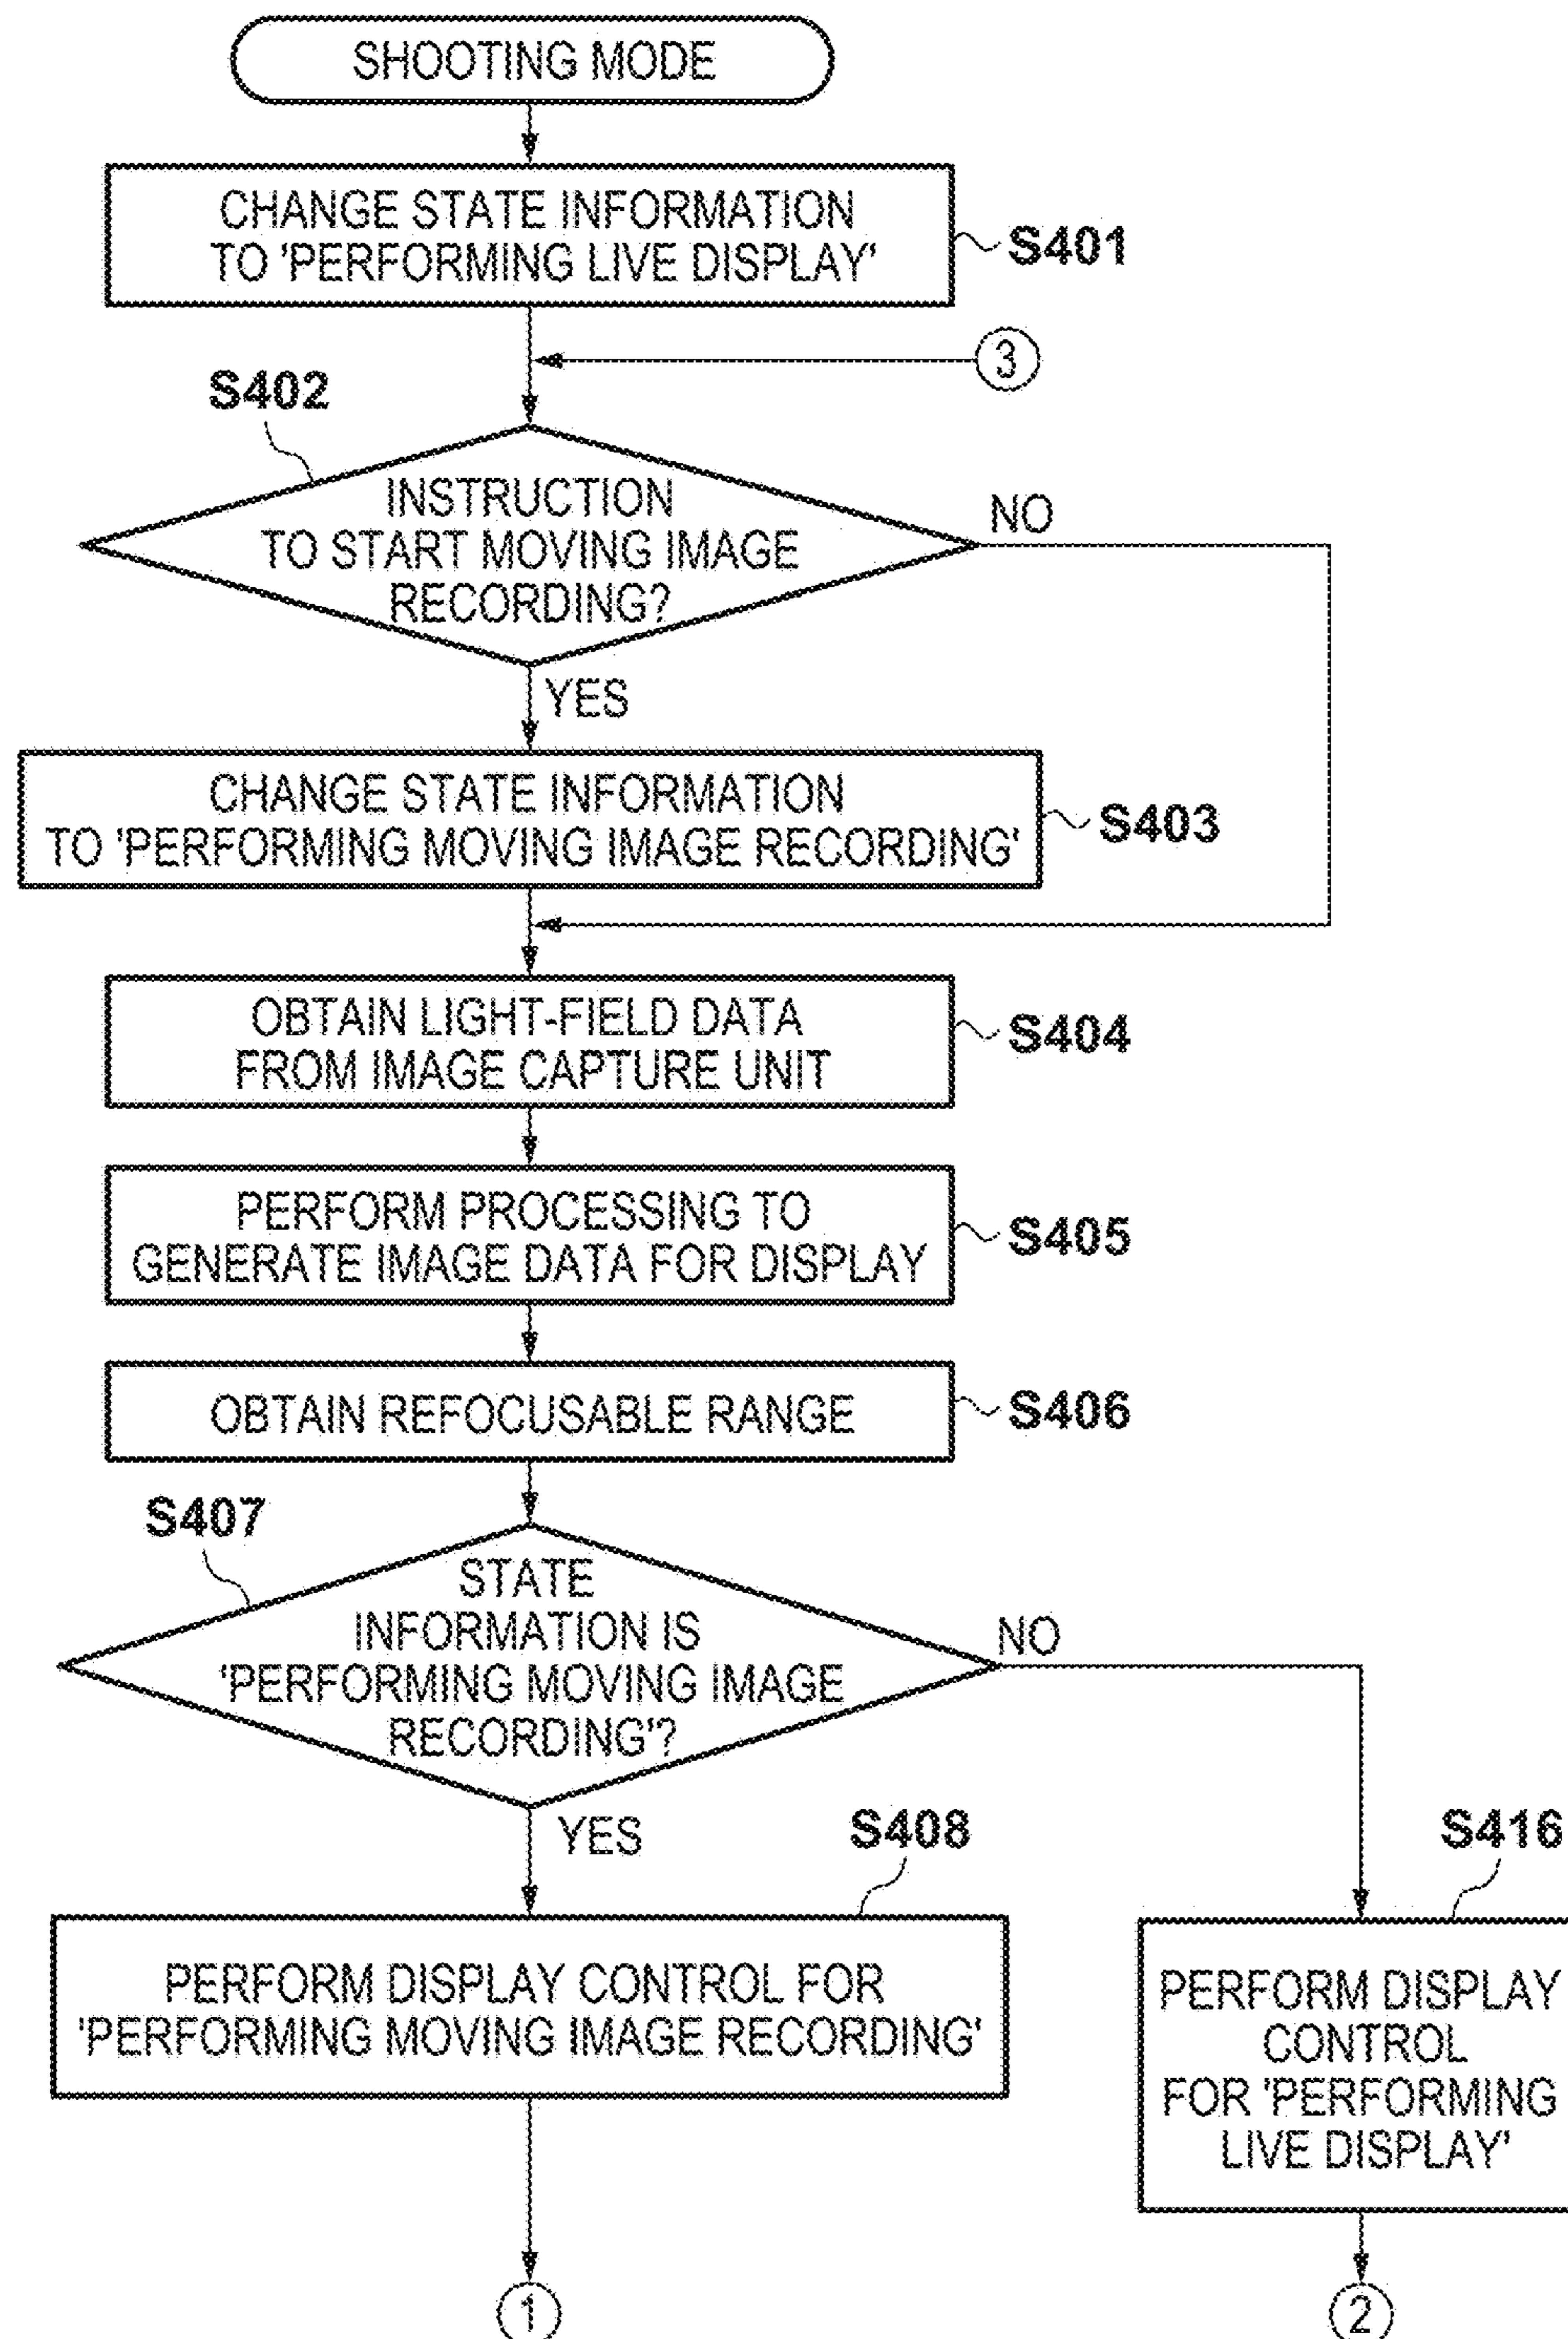 SHOOTING MODE
CHANGE STATE INFORMATION
TO 'PERFORMING LIVE DISPLAY'
S401
3
S402
INSTRUCTION
TO START MOVING IMAGE
RECORDING?
NO
YES
CHANGE STATE INFORMATION
TO 'PERFORMING MOVING IMAGE RECORDING'
S403
OBTAIN LIGHT-FIELD DATA
FROM IMAGE CAPTURE UNIT
S404
PERFORM PROCESSING TO
GENERATE IMAGE DATA FOR DISPLAY
S405
OBTAIN REFOCUSABLE RANGE
S406
S407
STATE
INFORMATION IS
'PERFORMING MOVING IMAGE
RECORDING'?
NO
YES
S408
PERFORM DISPLAY CONTROL FOR
'PERFORMING MOVING IMAGE RECORDING'
S416
PERFORM DISPLAY
CONTROL
FOR 'PERFORMING
LIVE DISPLAY'
1
2